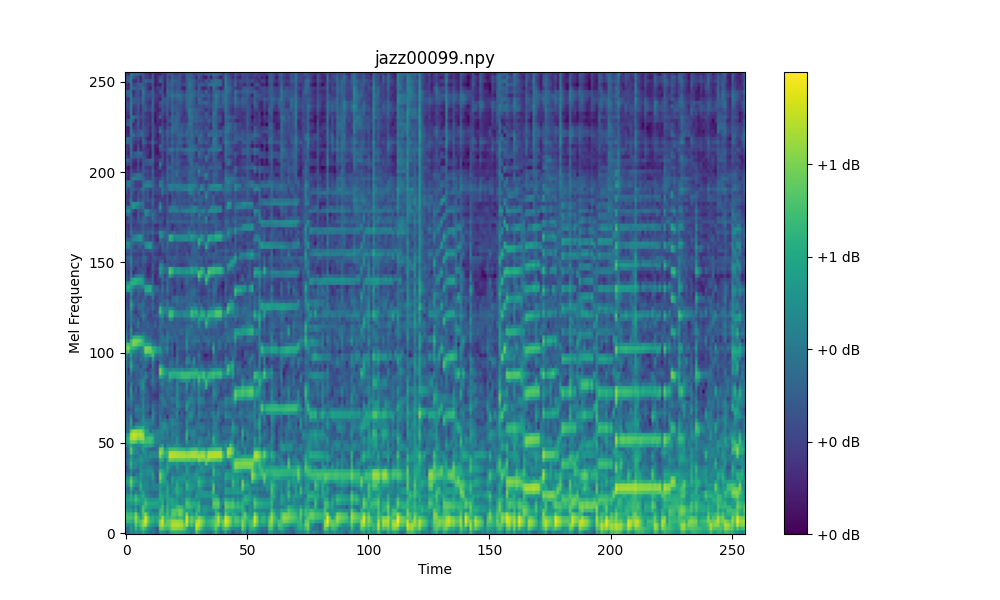 jazz00099.npy
250
200
150
100
50
0
Mel Frequency
0 50 100 150 200 250
Time
+1 dB
+1 dB
+0 dB
+0 dB
+0 dB